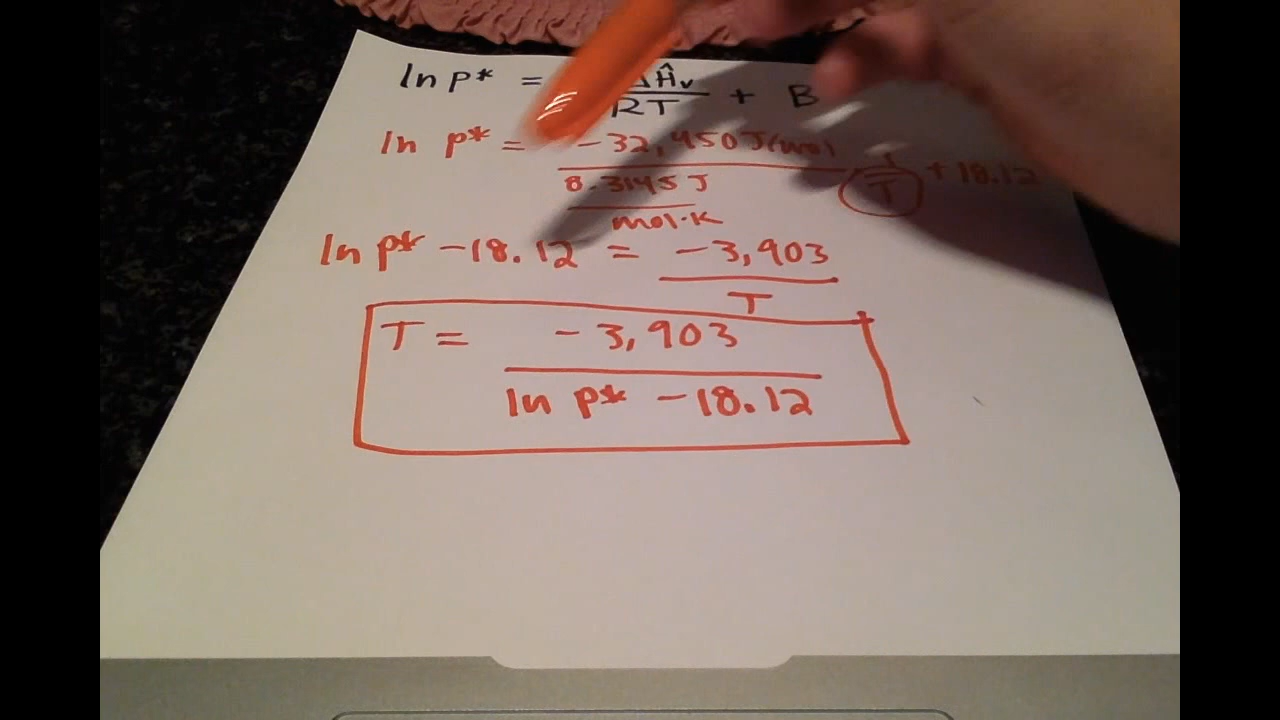 ln p* = ΔĤv / RT + B
ln p* = -32,450 J/mol / 8.3145 J / mol·K 1/T + 18.12
ln p* - 18.12 = -3,903 / T
T = -3,903 / ln p* - 18.12